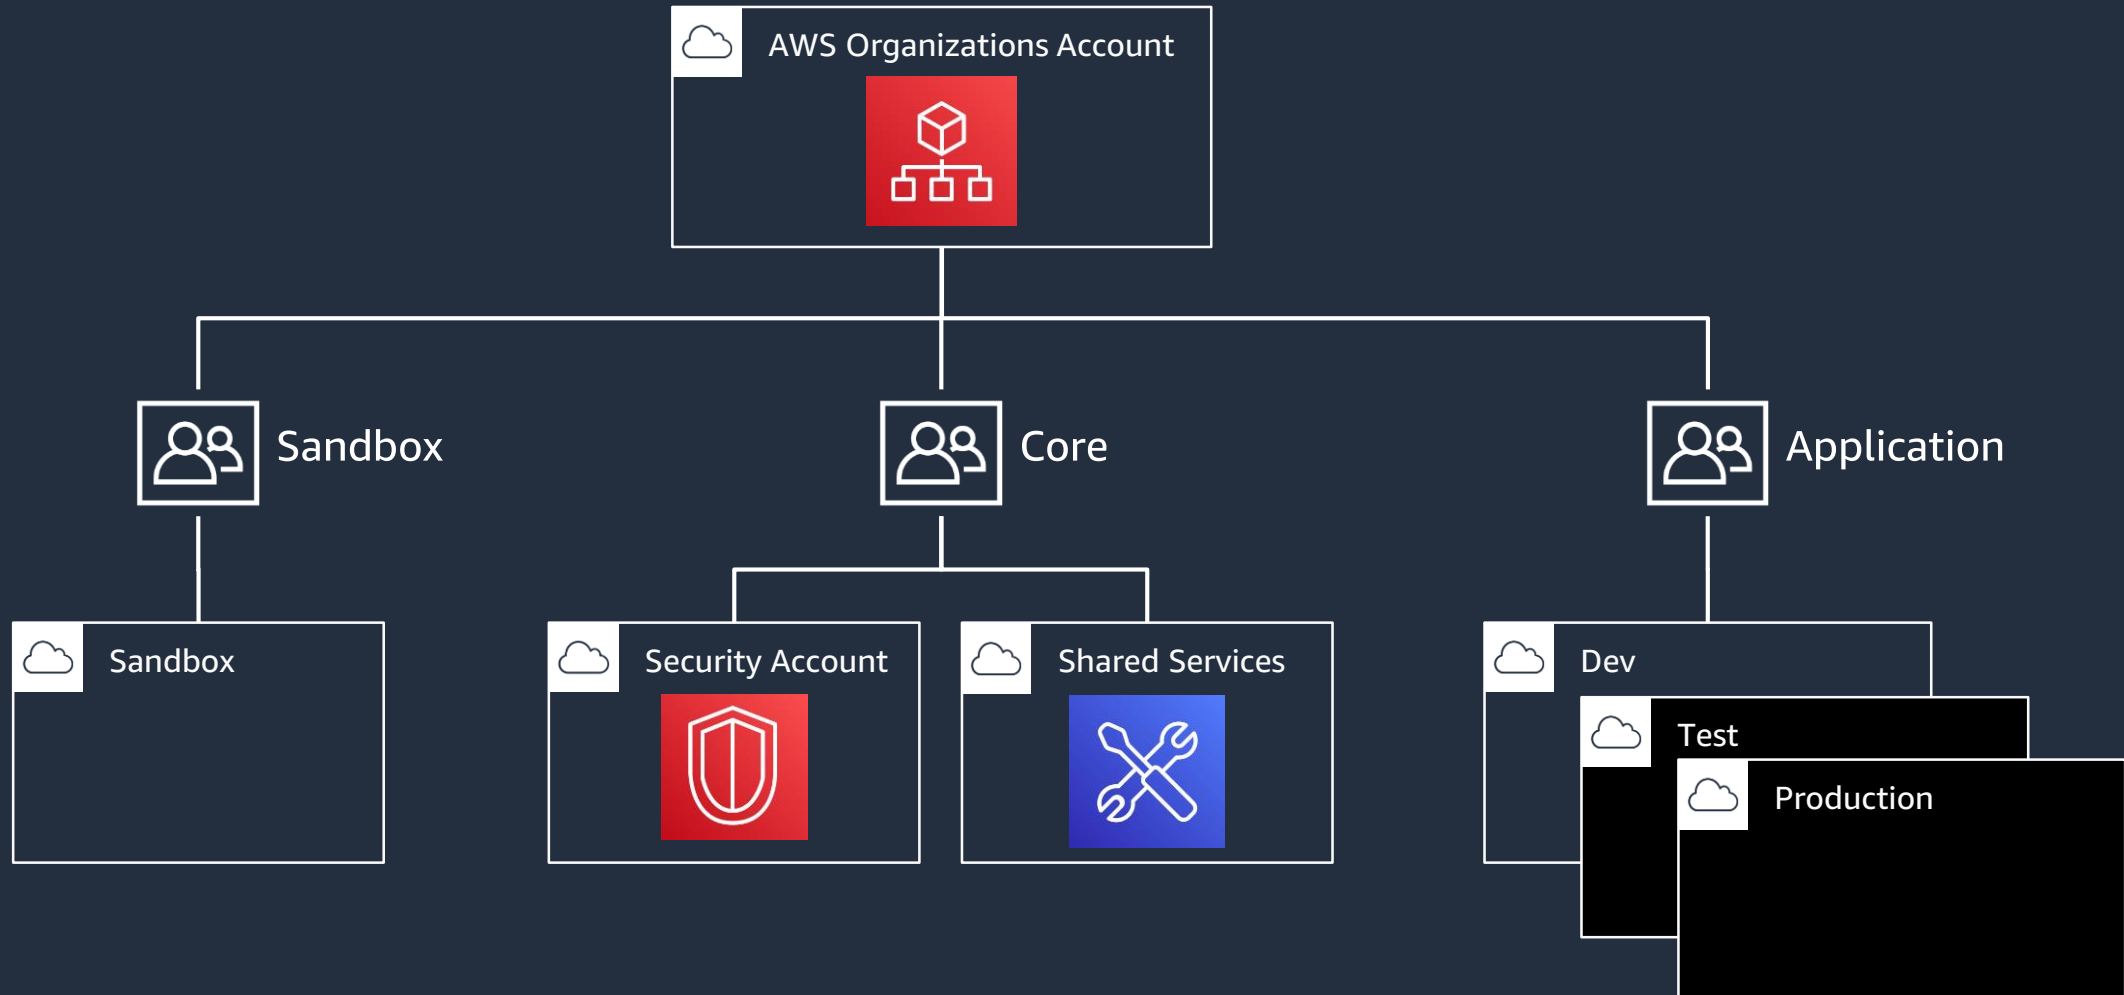 AWS Organizations Account
Sandbox
Core
Application
Sandbox
Security Account
Shared Services
Dev
Test
Production